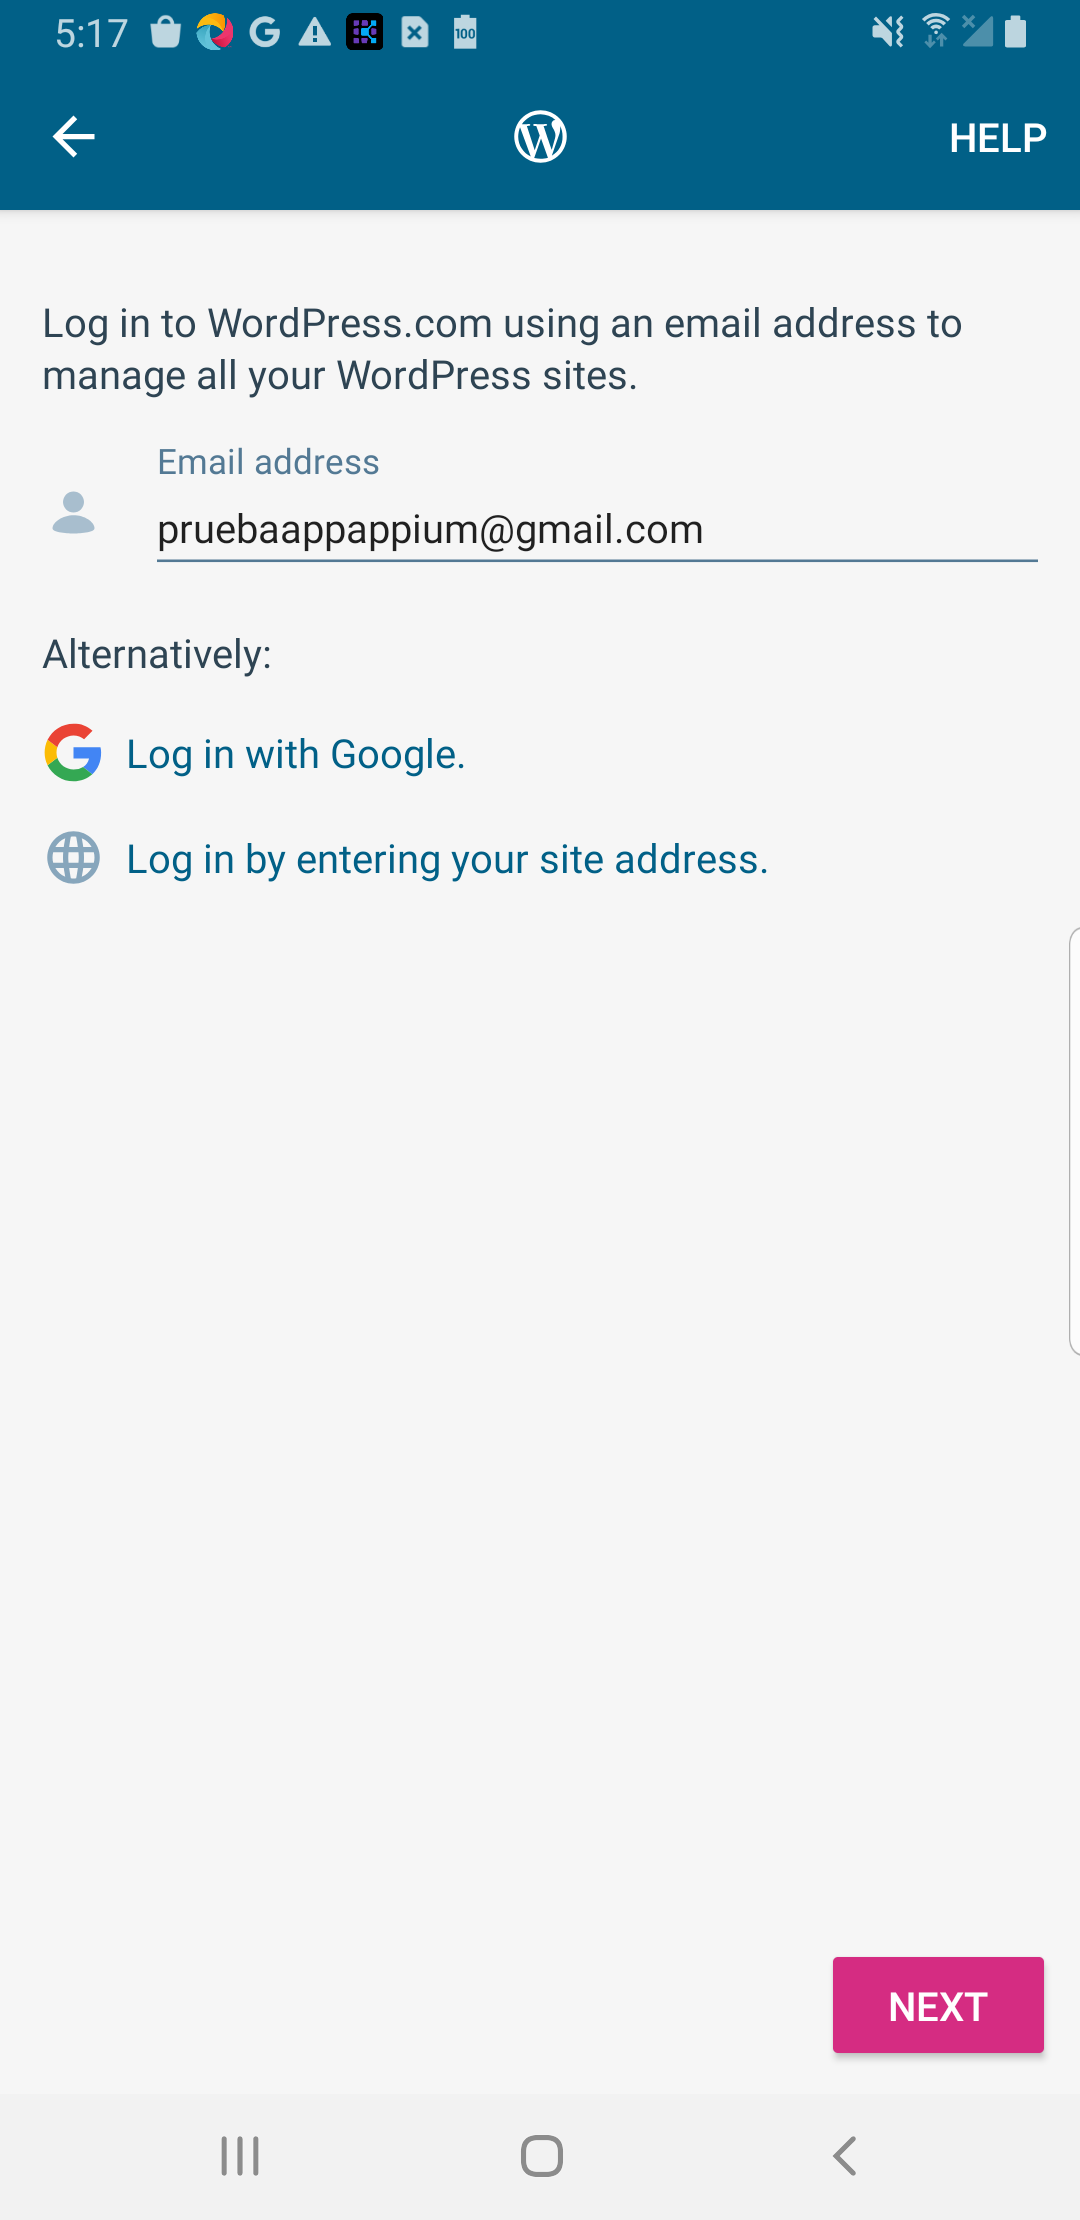 5:17
100
HELP
Log in to WordPress.com using an email address to
manage all your WordPress sites.
Email address
pruebaappappium@gmail.com
Alternatively:
Log in with Google.
Log in by entering your site address.
NEXT